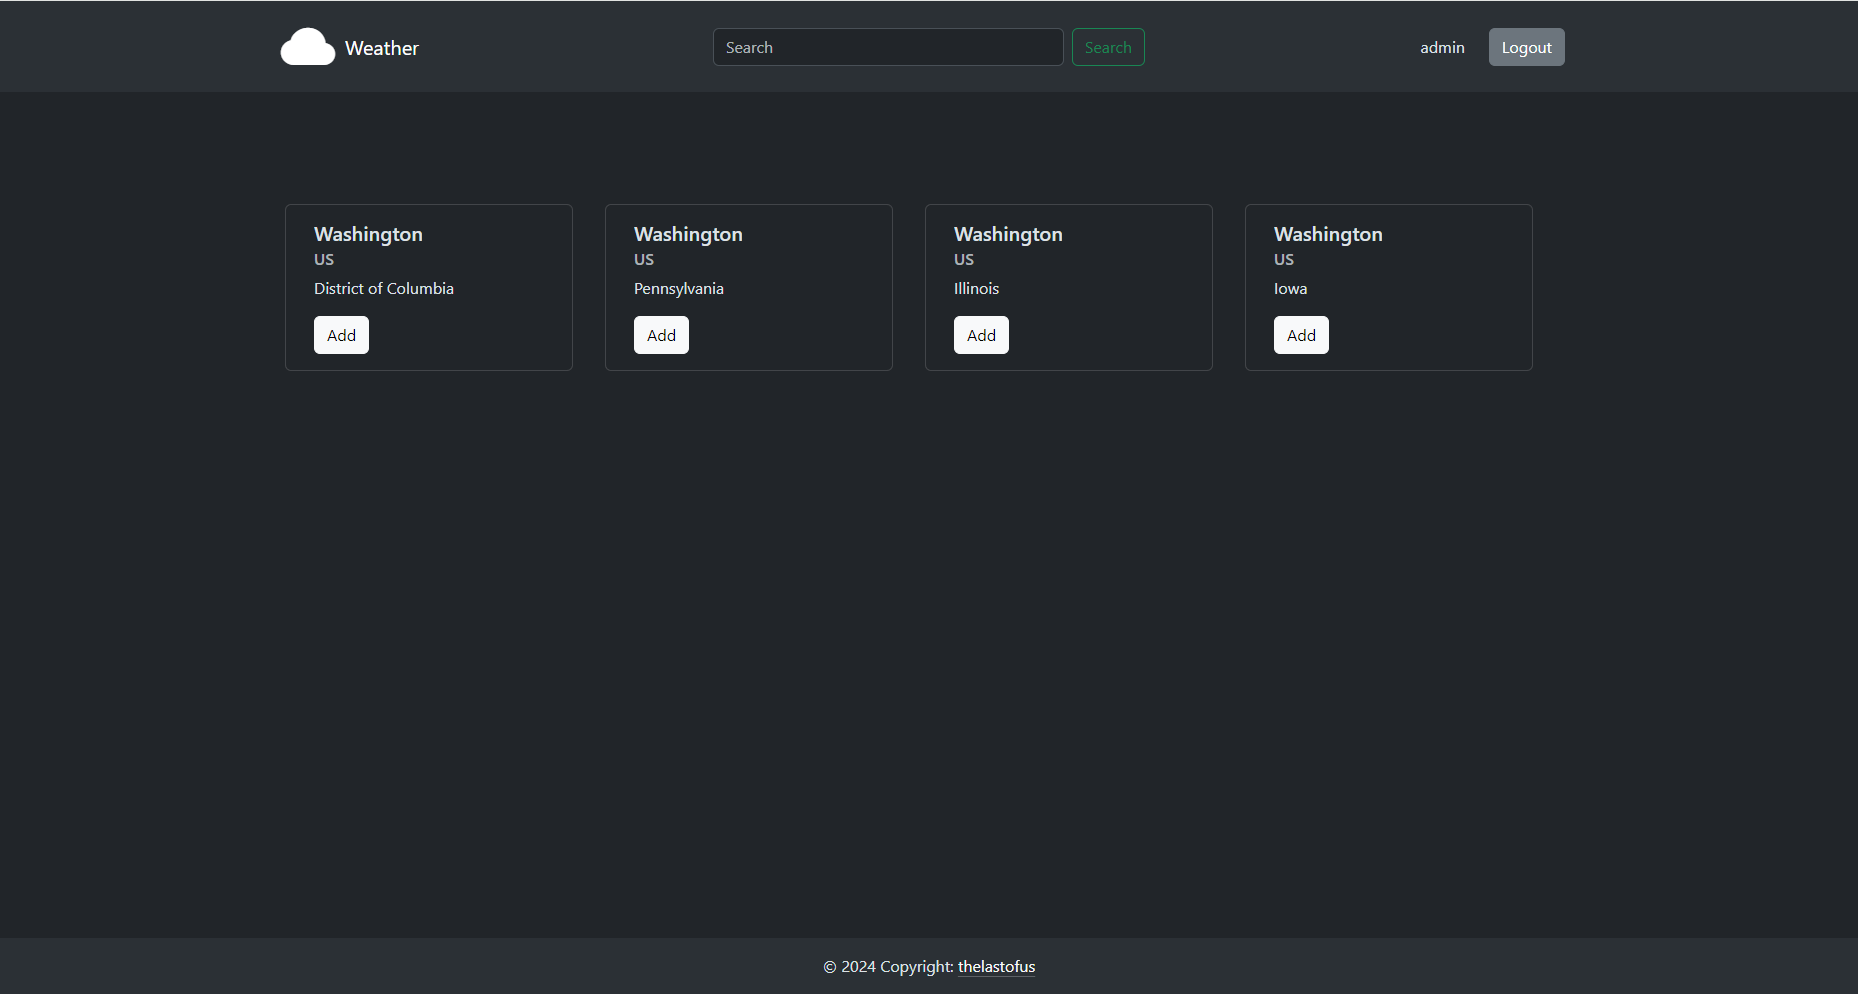 Weather
Search
Search
admin
Logout
Washington
US
District of Columbia
Add
Washington
US
Pennsylvania
Add
Washington
US
Illinois
Add
Washington
US
Iowa
Add
© 2024 Copyright: thelastofus